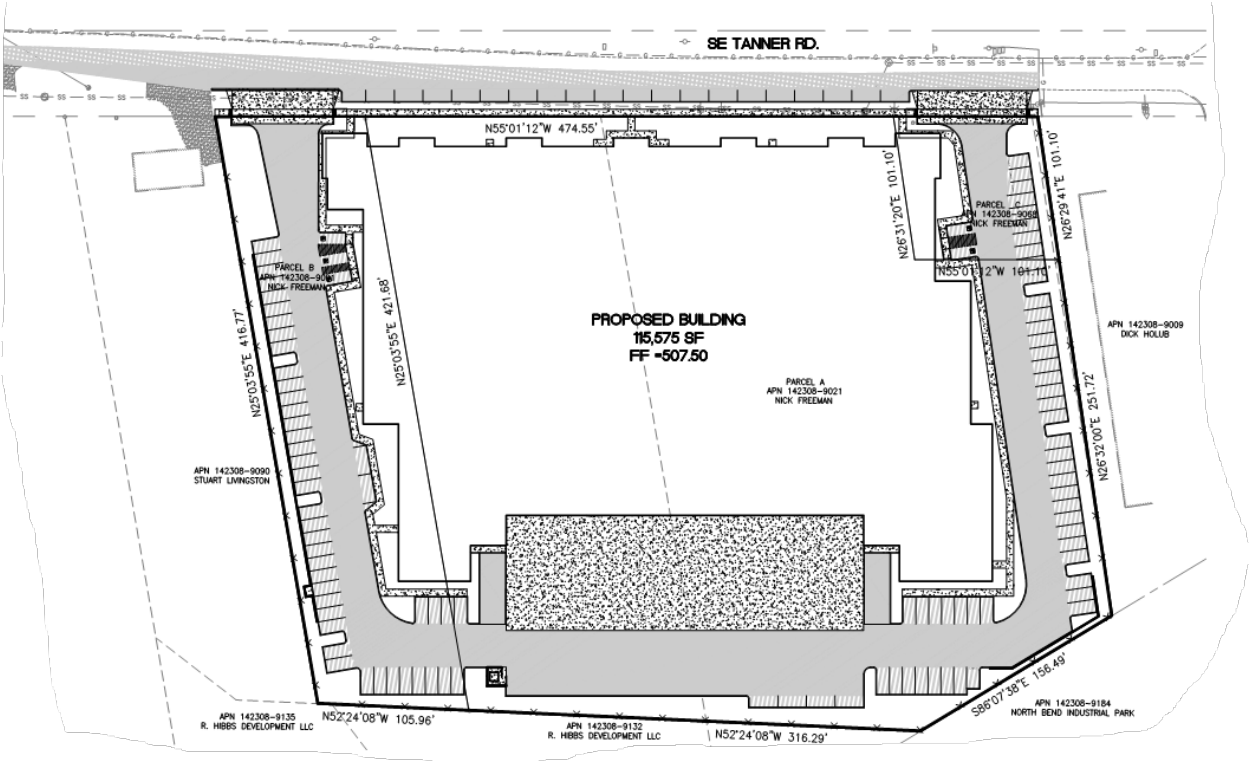 SE TANNER RD.
N55°01'12"W 474.55'
N26°29'41"E 101.10'
N26°31'20"E 101.10'
PARCEL C
APN 142308-9068
NICK FREEMAN
N55°01'12"W 101.10'
PARCEL B
NICK FREEMAN
N25°03'55"E 416.77'
N25°03'55"E 421.68'
PROPOSED BUILDING
115,575 SF
FF =507.50
APN 142308-9009
DICK HOLUB
PARCEL A
APN 142308-9021
NICK FREEMAN
N26°32'00"E 251.72'
APN 142308-9090
STUART LIVINGSTON
S86°07'38"E 156.49'
APN 142308-9184
NORTH BEND INDUSTRIAL PARK
APN 142308-9135
R. HIBBS DEVELOPMENT LLC
N52°24'08"W 105.96'
APN 142308-9132
R. HIBBS DEVELOPMENT LLC
N52°24'08"W 316.29'